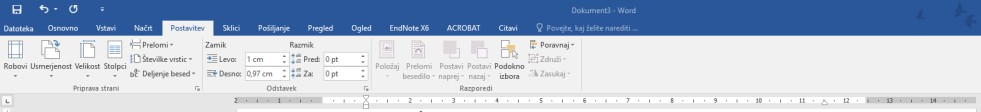 Dokument3 - Word
Datoteka Osnovno Vstavi Načrt Postavitev Sklici Pošiljanje Pregled Ogled EndNote X6 ACROBAT Citavi Povejte, kaj želite narediti ...
Robovi Usmerjenost Velikost Stolpci
Prelomi
Številke vrstic
Deljenje besed
Priprava strani
Zamik Razmik
Levo: 1 cm Pred: 0 pt
Desno: 0,97 cm Za: 0 pt
Odstavek
Položaj Prelomi Postavi Postavi Podokno
besedilo naprej nazaj izbora
Poravnaj
Združi
Zasukaj
Razporedi
2 1 1 2 3 4 5 6 7 8 9 10 11 12 13 14